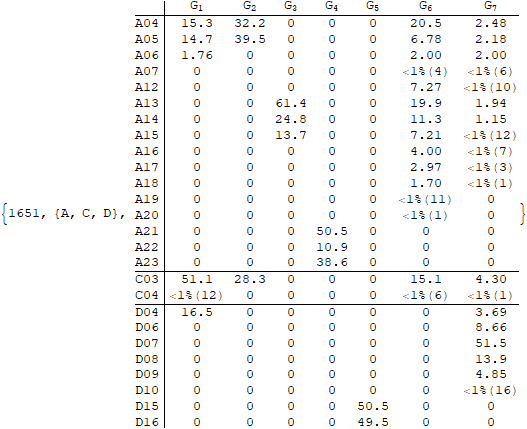 G1 G2 G3 G4 G5 G6 G7
A04 15.3 32.2 0 0 0 20.5 2.48
A05 14.7 39.5 0 0 0 6.78 2.18
A06 1.76 0 0 0 0 2.00 2.00
A07 0 0 0 0 0 <1%(4) <1%(6)
A12 0 0 0 0 0 7.27 <1%(10)
A13 0 0 61.4 0 0 19.9 1.94
A14 0 0 24.8 0 0 11.3 1.15
A15 0 0 13.7 0 0 7.21 <1%(12)
A16 0 0 0 0 0 4.00 <1%(7)
A17 0 0 0 0 0 2.97 <1%(3)
A18 0 0 0 0 0 1.70 <1%(1)
A19 0 0 0 0 0 <1%(11) 0
{1651, {A, C, D}, A20 0 0 0 0 0 <1%(1) 0 }
A21 0 0 0 50.5 0 0 0
A22 0 0 0 10.9 0 0 0
A23 0 0 0 38.6 0 0 0
C03 51.1 28.3 0 0 0 15.1 4.30
C04 <1%(12) 0 0 0 0 <1%(6) <1%(1)
D04 16.5 0 0 0 0 0 3.69
D06 0 0 0 0 0 0 8.66
D07 0 0 0 0 0 0 51.5
D08 0 0 0 0 0 0 13.9
D09 0 0 0 0 0 0 4.85
D10 0 0 0 0 0 0 <1%(16)
D15 0 0 0 0 50.5 0 0
D16 0 0 0 0 49.5 0 0